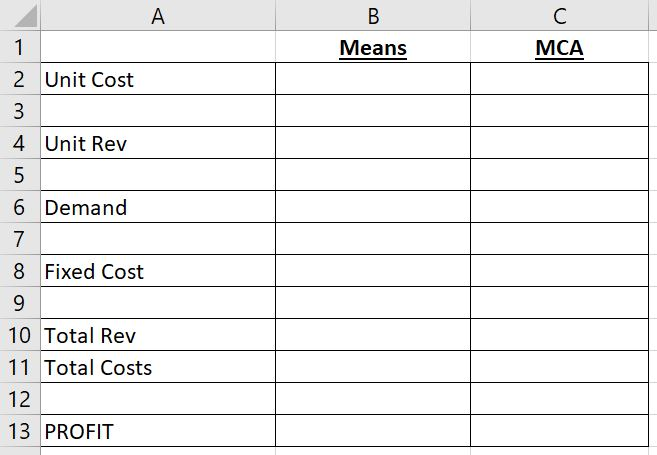 A B C
1 Means MCA
2 Unit Cost
3
4 Unit Rev
5
6 Demand
7
8 Fixed Cost
9
10 Total Rev
11 Total Costs
12
13 PROFIT